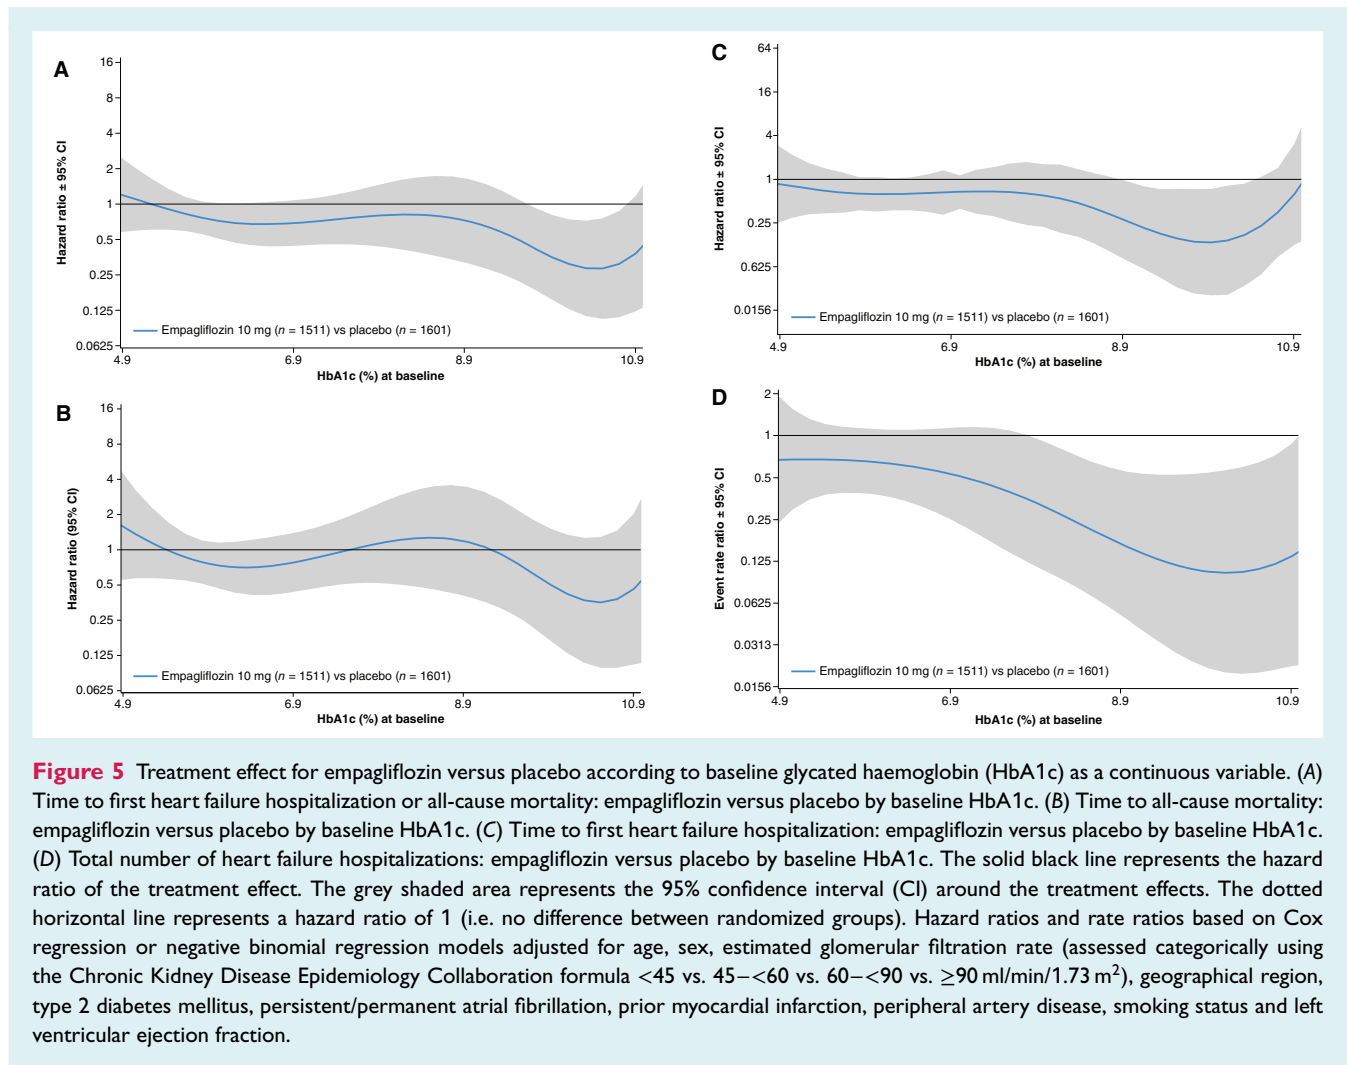 A
Hazard ratio ± 95% CI
16
8
4
2
1
0.5
0.25
0.125
0.0625
Empagliflozin 10 mg (n = 1511) vs placebo (n = 1601)
4.9 6.9 8.9 10.9
HbA1c (%) at baseline
B
Hazard ratio (95% CI)
16
8
4
2
1
0.5
0.25
0.125
0.0625
Empagliflozin 10 mg (n = 1511) vs placebo (n = 1601)
4.9 6.9 8.9 10.9
HbA1c (%) at baseline
C
Hazard ratio ± 95% CI
64
16
4
1
0.25
0.625
0.0156
Empagliflozin 10 mg (n = 1511) vs placebo (n = 1601)
4.9 6.9 8.9 10.9
HbA1c (%) at baseline
D
Event rate ratio ± 95% CI
2
1
0.5
0.25
0.125
0.0625
0.0313
0.0156
Empagliflozin 10 mg (n = 1511) vs placebo (n = 1601)
4.9 6.9 8.9 10.9
HbA1c (%) at baseline
Figure 5 Treatment effect for empagliflozin versus placebo according to baseline glycated haemoglobin (HbA1c) as a continuous variable. (A)
Time to first heart failure hospitalization or all-cause mortality: empagliflozin versus placebo by baseline HbA1c. (B) Time to all-cause mortality:
empagliflozin versus placebo by baseline HbA1c. (C) Time to first heart failure hospitalization: empagliflozin versus placebo by baseline HbA1c.
(D) Total number of heart failure hospitalizations: empagliflozin versus placebo by baseline HbA1c. The solid black line represents the hazard
ratio of the treatment effect. The grey shaded area represents the 95% confidence interval (CI) around the treatment effects. The dotted
horizontal line represents a hazard ratio of 1 (i.e. no difference between randomized groups). Hazard ratios and rate ratios based on Cox
regression or negative binomial regression models adjusted for age, sex, estimated glomerular filtration rate (assessed categorically using
the Chronic Kidney Disease Epidemiology Collaboration formula <45 vs. 45–<60 vs. 60–<90 vs. ≥90 ml/min/1.73 m²), geographical region,
type 2 diabetes mellitus, persistent/permanent atrial fibrillation, prior myocardial infarction, peripheral artery disease, smoking status and left
ventricular ejection fraction.